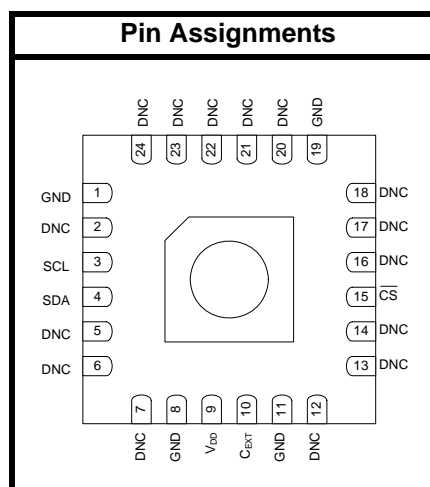 Pin Assignments
DNC DNC DNC DNC DNC GND
24 23 22 21 20 19
GND 1 18 DNC
DNC 2 17 DNC
SCL 3 16 DNC
SDA 4 15 C̅S̅
DNC 5 14 DNC
DNC 6 13 DNC
7 8 9 10 11 12
DNC GND VDD CEXT GND DNC